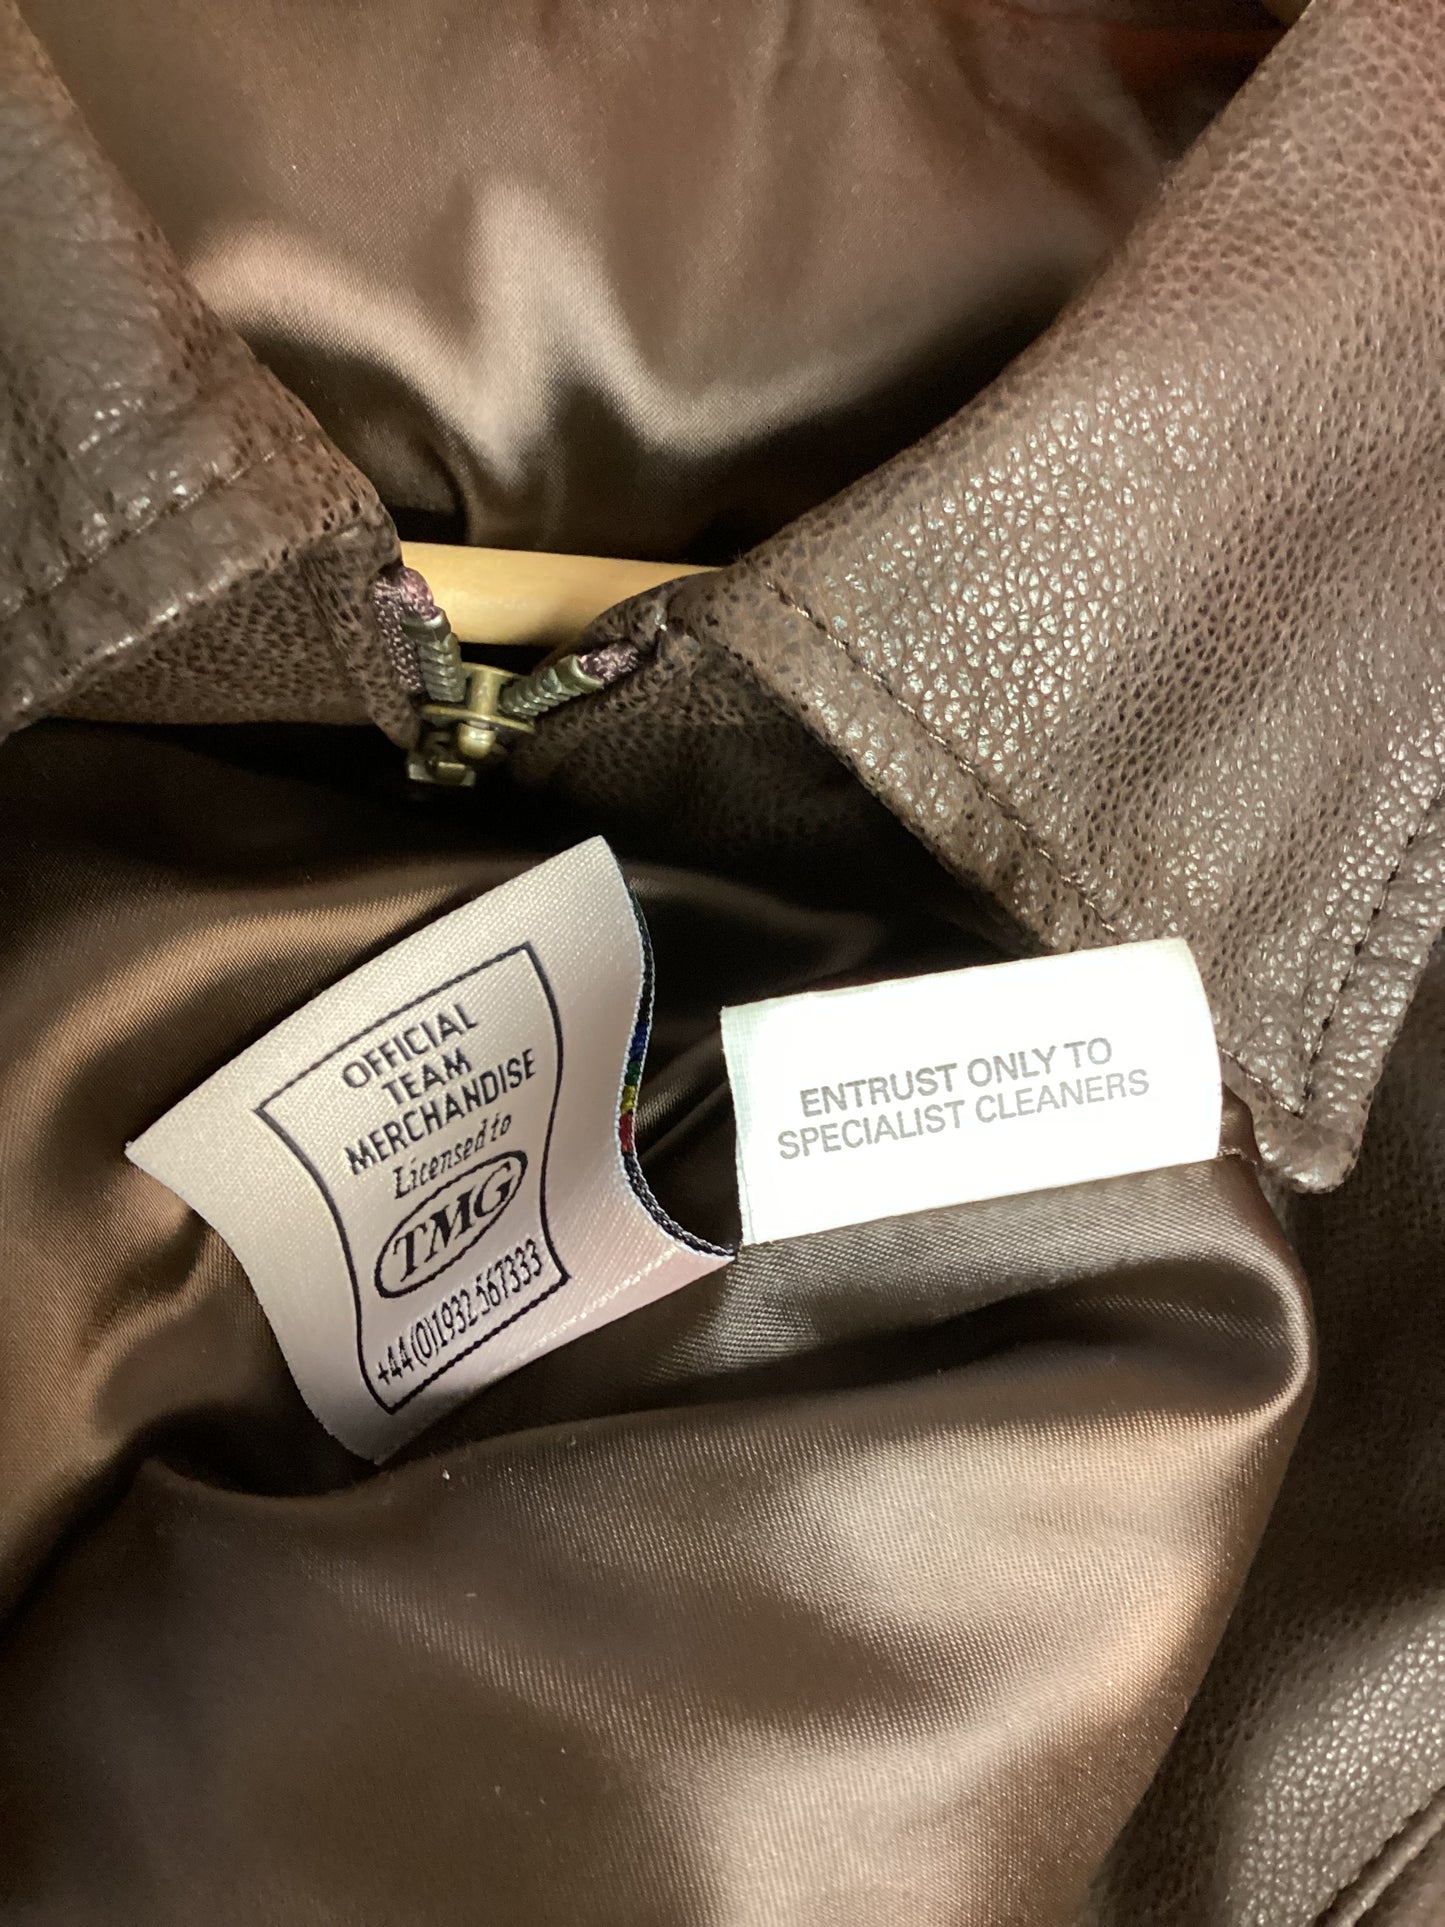 OFFICIAL
TEAM
MERCHANDISE
Licensed to
TMG
+44(0)1932 567333
ENTRUST ONLY TO
SPECIALIST CLEANERS